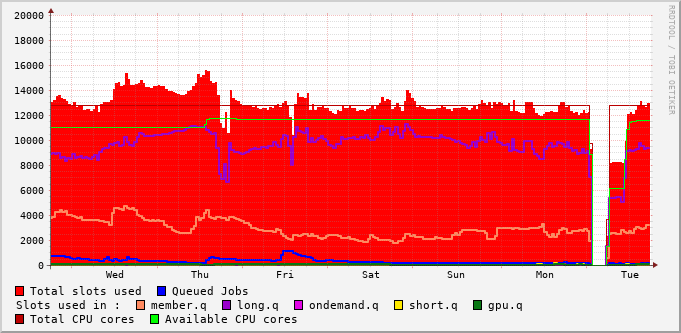 RRDTOOL / TOBI OETIKER
20000
18000
16000
14000
12000
10000
8000
6000
4000
2000
0
Wed Thu Fri Sat Sun Mon Tue
Total slots used Queued Jobs
Slots used in : member.q long.q ondemand.q short.q gpu.q
Total CPU cores Available CPU cores